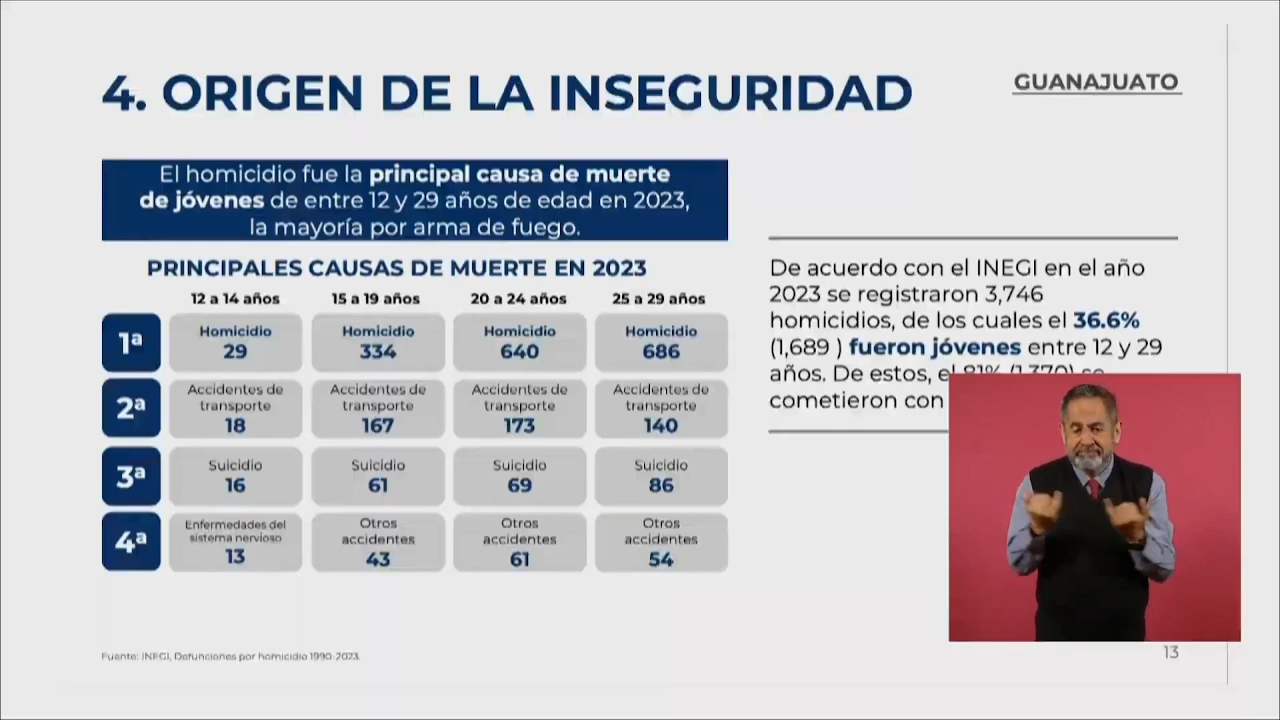 4. ORIGEN DE LA INSEGURIDAD
GUANAJUATO
El homicidio fue la principal causa de muerte
de jóvenes de entre 12 y 29 años de edad en 2023,
la mayoría por arma de fuego.
PRINCIPALES CAUSAS DE MUERTE EN 2023
12 a 14 años 15 a 19 años 20 a 24 años 25 a 29 años
1ª
Homicidio Homicidio Homicidio Homicidio
29 334 640 686
2ª
Accidentes de Accidentes de Accidentes de Accidentes de
transporte transporte transporte transporte
18 167 173 140
3ª
Suicidio Suicidio Suicidio Suicidio
16 61 69 86
4ª
Enfermedades del Otros Otros Otros
sistema nervioso accidentes accidentes accidentes
13 43 61 54
De acuerdo con el INEGI en el año
2023 se registraron 3,746
homicidios, de los cuales el 36.6%
(1,689 ) fueron jóvenes entre 12 y 29
años. De estos, el 81% (1,370) se
cometieron con
Fuente: INEGI, Defunciones por homicidio 1990-2023.
13